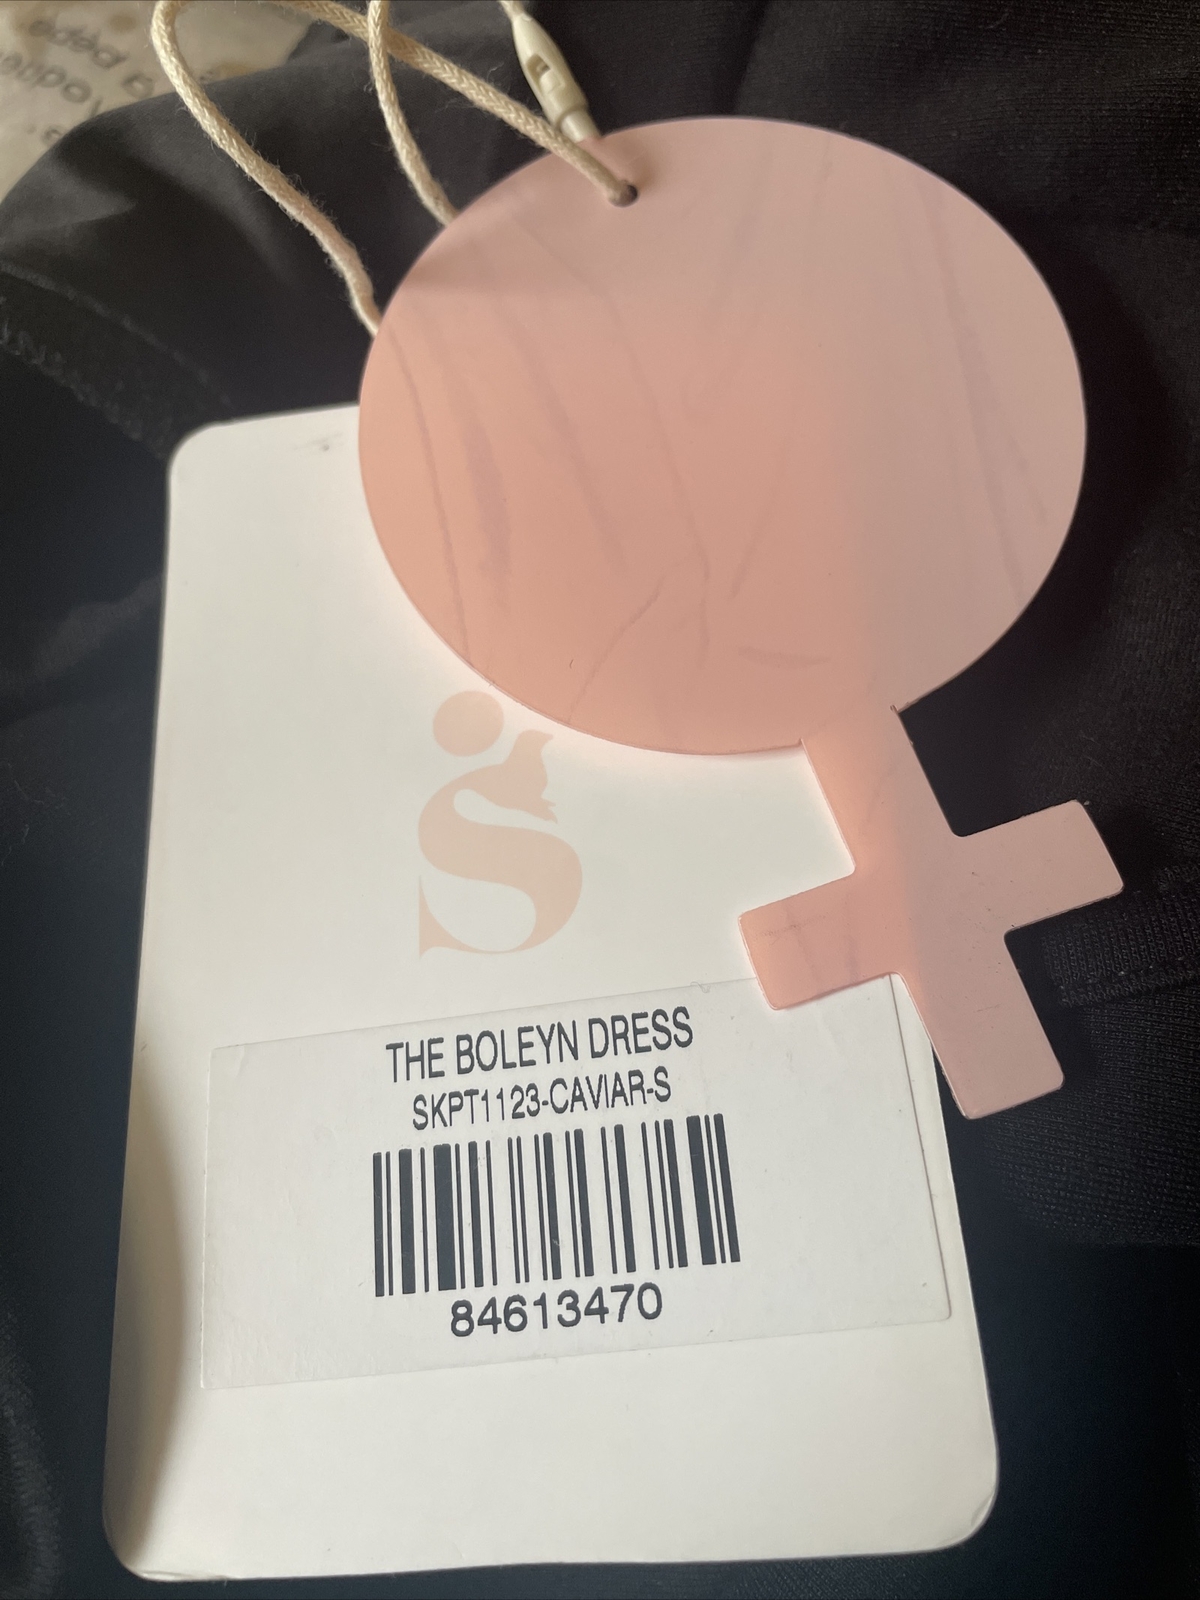 THE BOLEYN DRESS
SKPT1123-CAVIAR-S
84613470